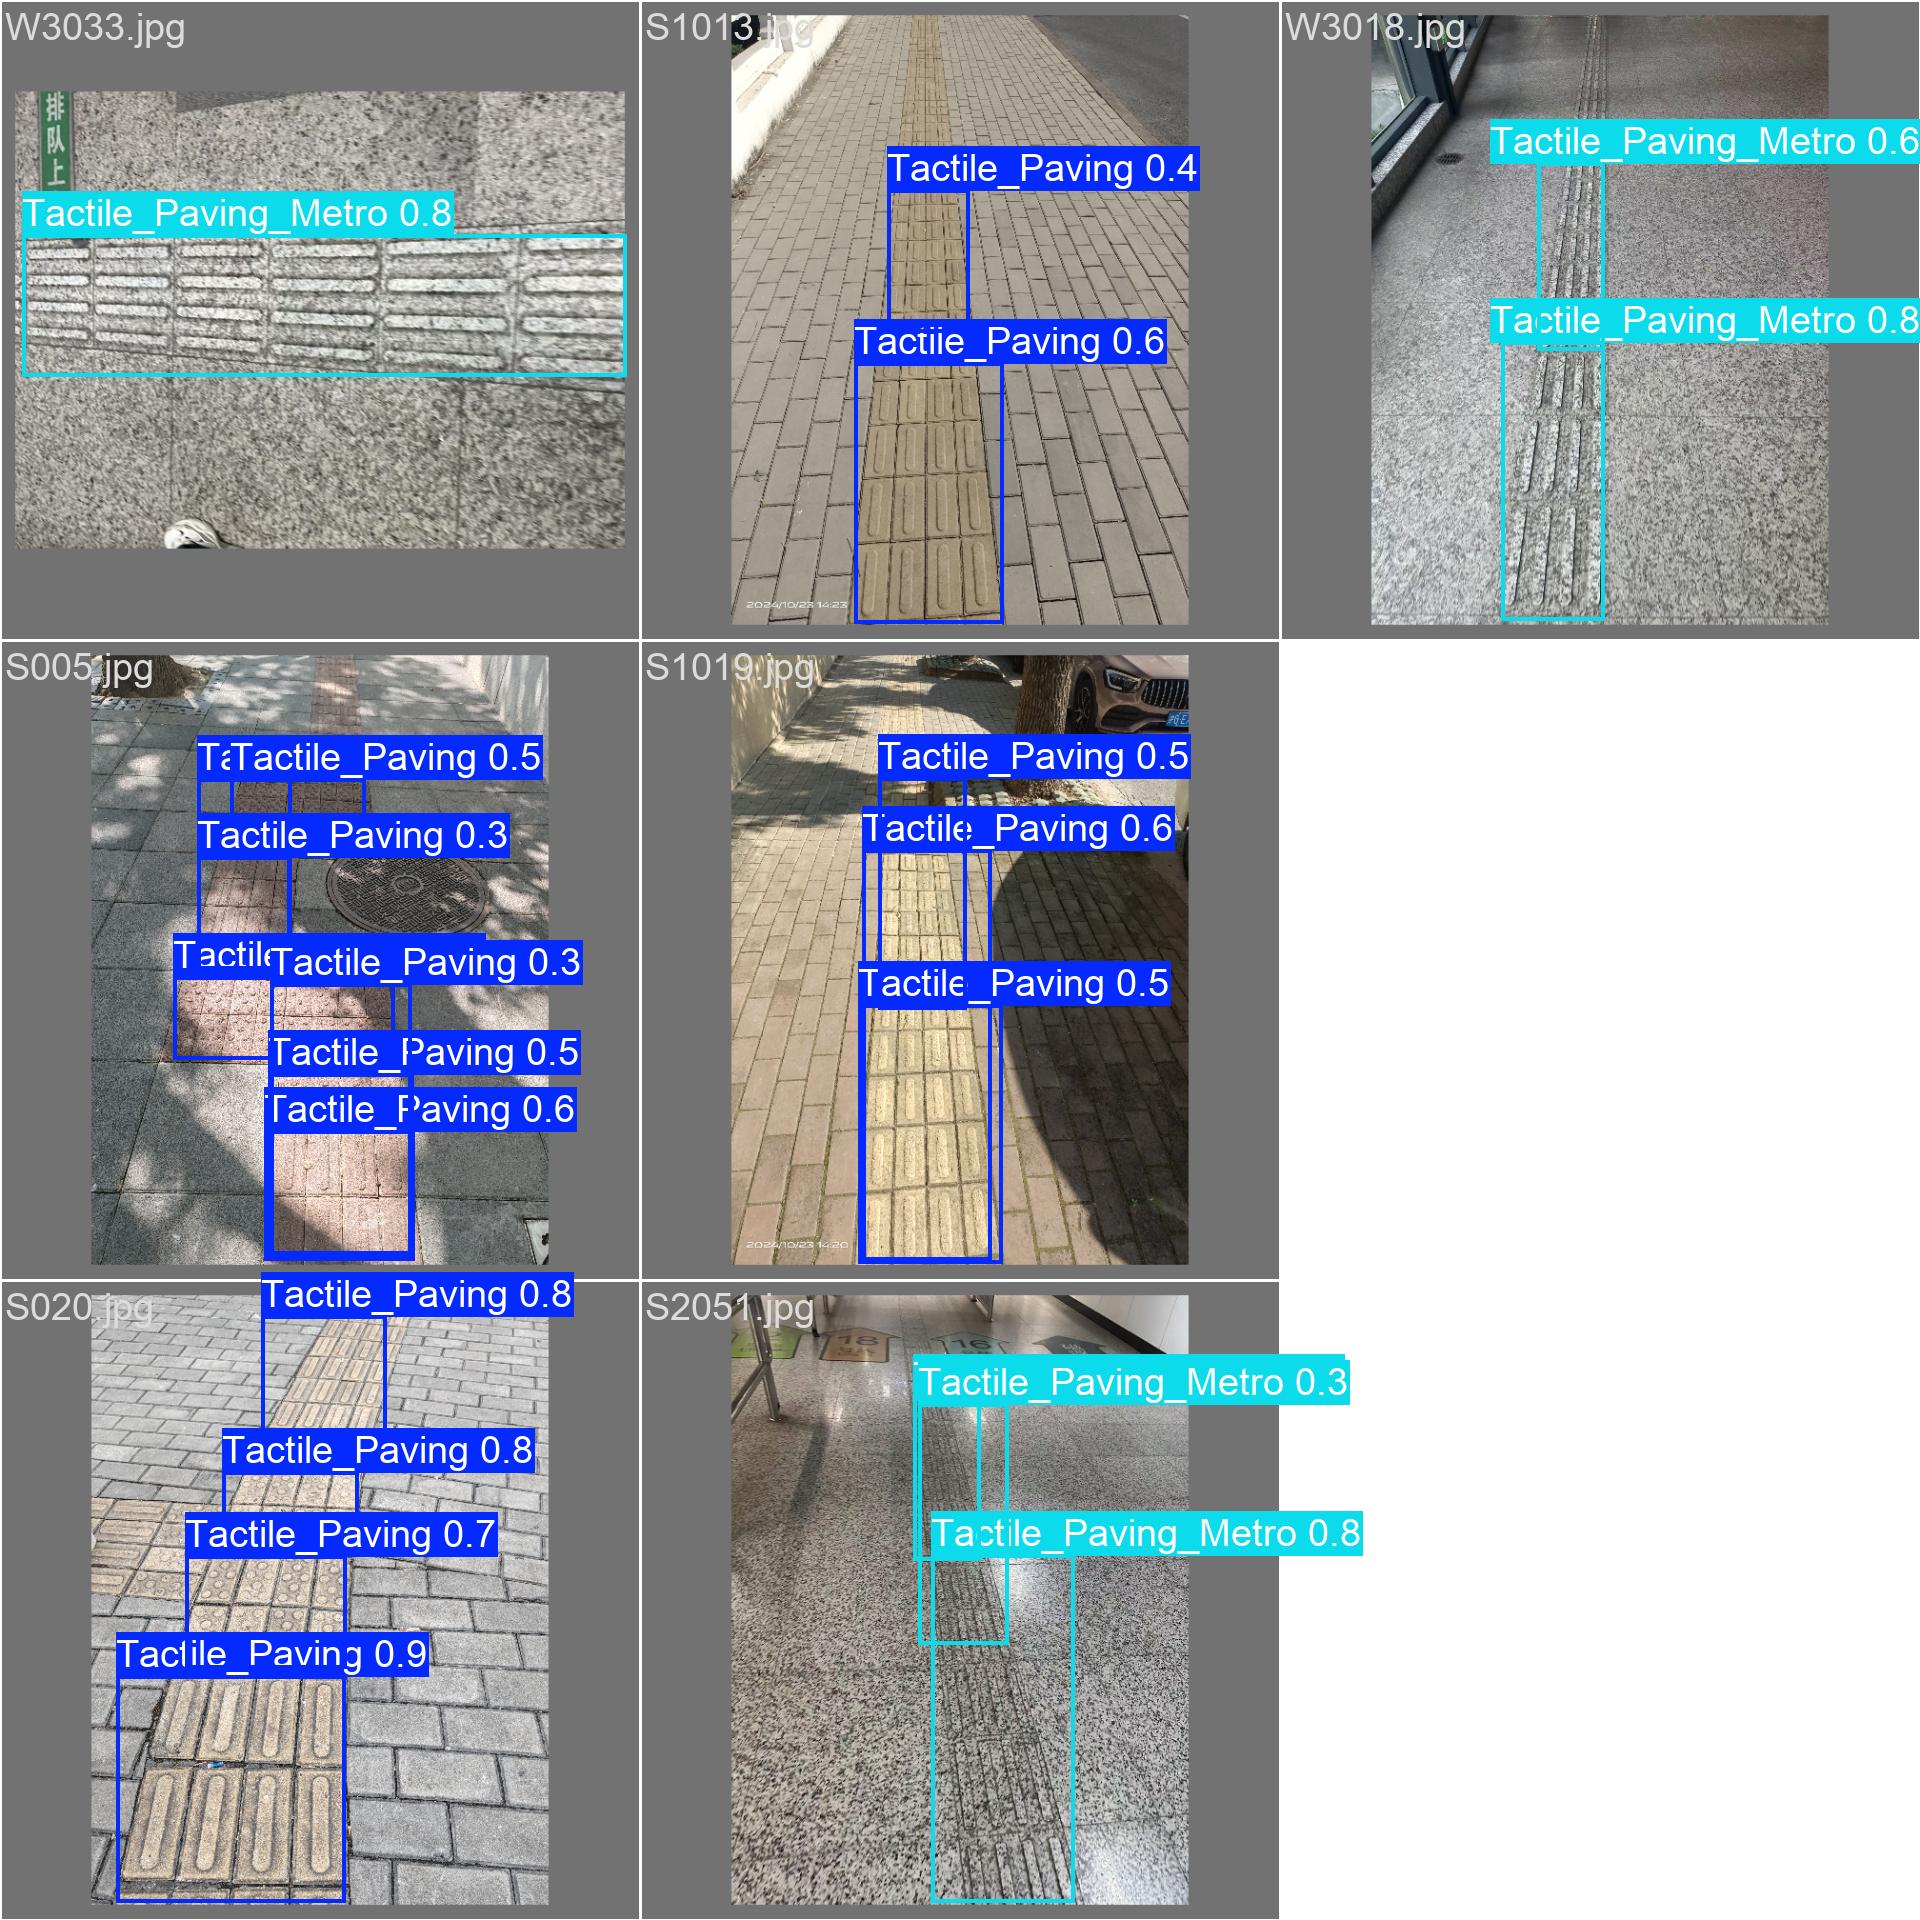 W3033.jpg
排
队
上
Tactile_Paving_Metro 0.8
S1013.jpg
Tactile_Paving 0.4
Tactile_Paving 0.6
2024/10/23 14:23
W3018.jpg
Tactile_Paving_Metro 0.6
Tactile_Paving_Metro 0.8
S005.jpg
Tactile_Paving 0.5
Tactile_Paving 0.3
Tactile_Paving 0.3
Tactile_Paving 0.5
Tactile_Paving 0.6
S1019.jpg
Tactile_Paving 0.5
Tactile_Paving 0.6
Tactile_Paving 0.5
2024/10/23 14:20
S020.jpg
Tactile_Paving 0.8
Tactile_Paving 0.8
Tactile_Paving 0.7
Tactile_Paving 0.9
S2051.jpg
18
16
Tactile_Paving_Metro 0.3
Tactile_Paving_Metro 0.8